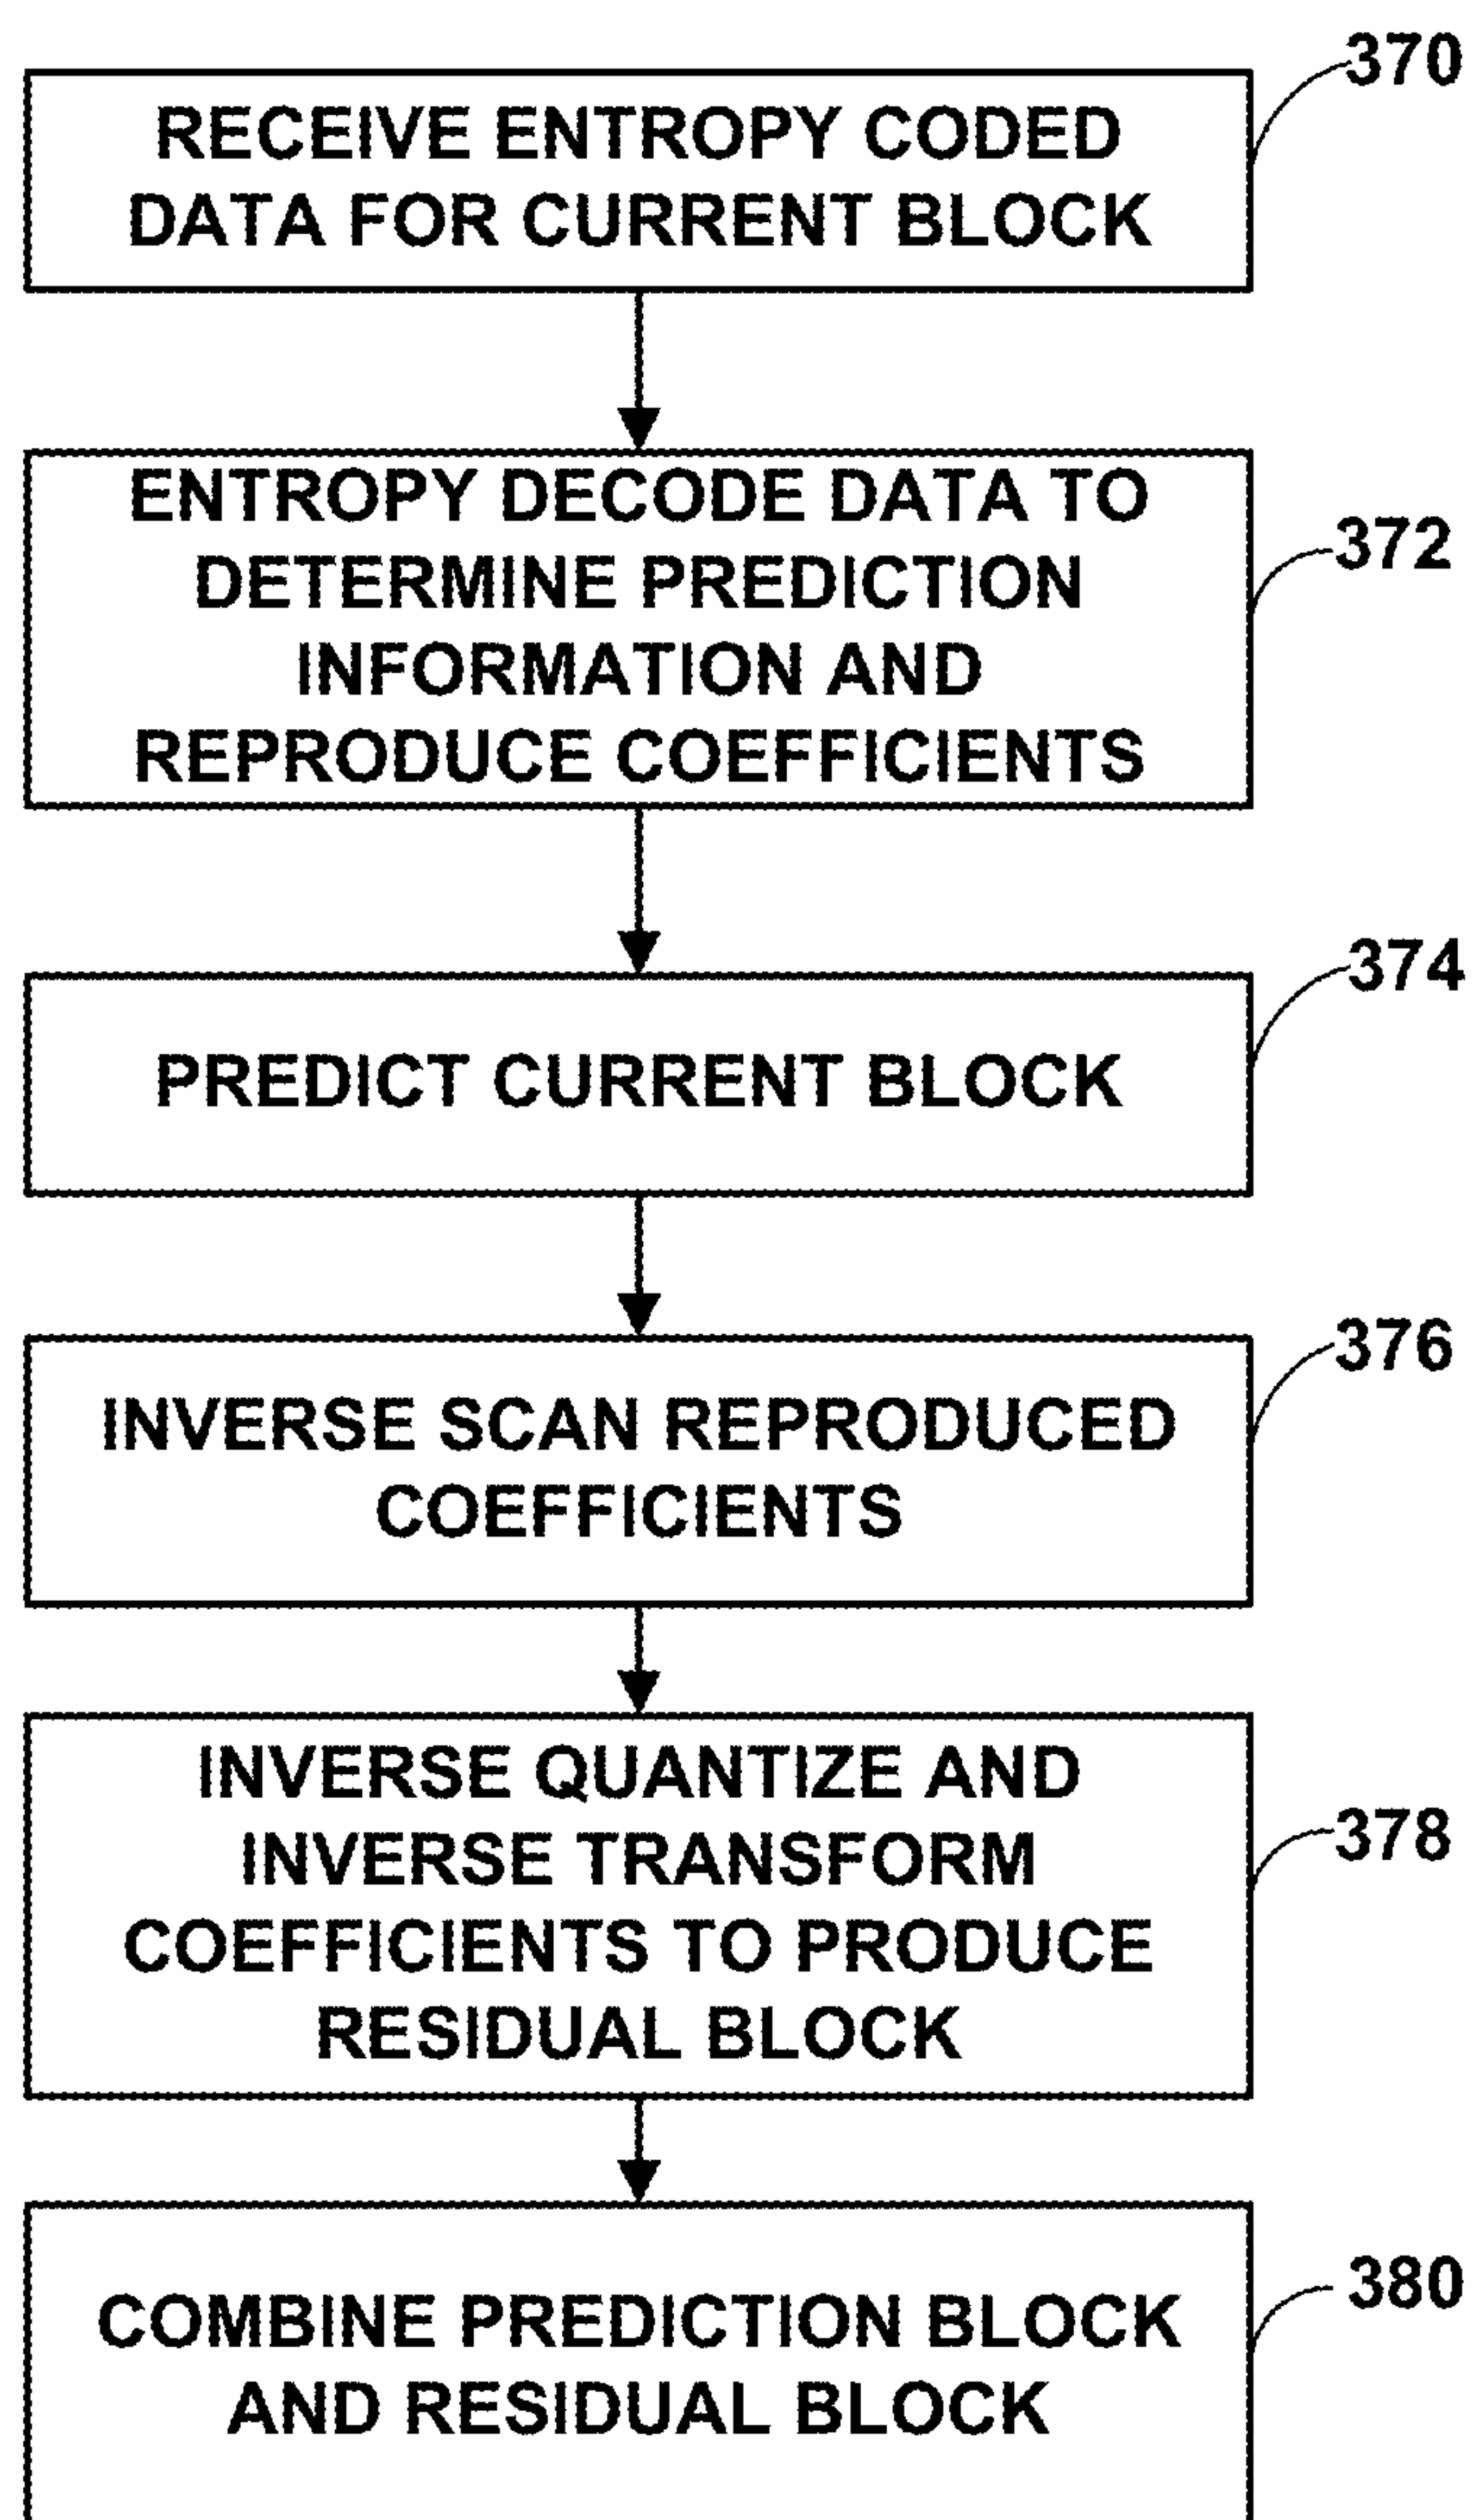 370
RECEIVE ENTROPY CODED
DATA FOR CURRENT BLOCK
ENTROPY DECODE DATA TO
DETERMINE PREDICTION
INFORMATION AND
REPRODUCE COEFFICIENTS
372
374
PREDICT CURRENT BLOCK
376
INVERSE SCAN REPRODUCED
COEFFICIENTS
INVERSE QUANTIZE AND
INVERSE TRANSFORM
COEFFICIENTS TO PRODUCE
RESIDUAL BLOCK
378
380
COMBINE PREDICTION BLOCK
AND RESIDUAL BLOCK